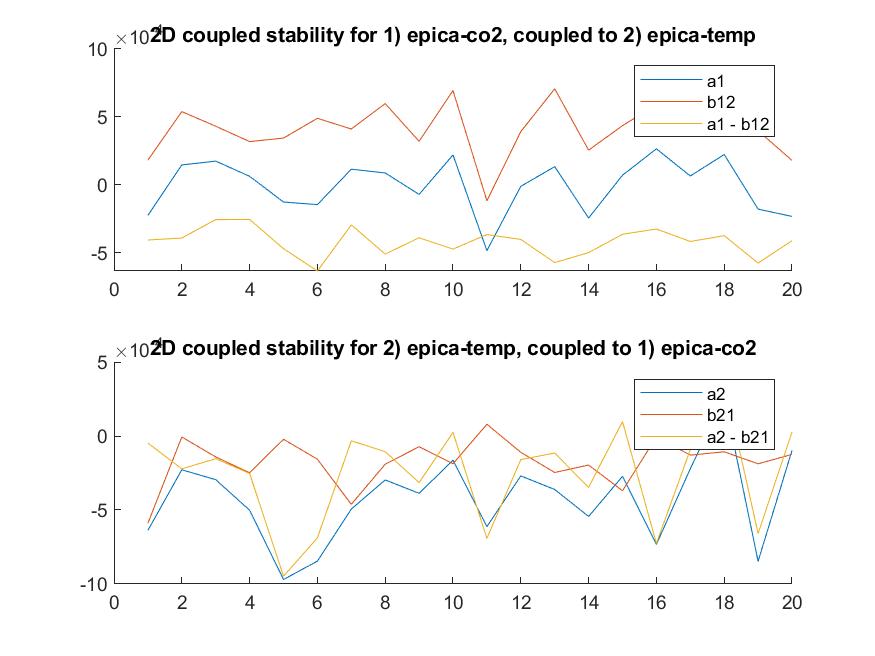 ×10
2D coupled stability for 1) epica-co2, coupled to 2) epica-temp
10
5
0
-5
a1
b12
a1 - b12
0 2 4 6 8 10 12 14 16 18 20
×10
2D coupled stability for 2) epica-temp, coupled to 1) epica-co2
5
0
-5
-10
a2
b21
a2 - b21
0 2 4 6 8 10 12 14 16 18 20